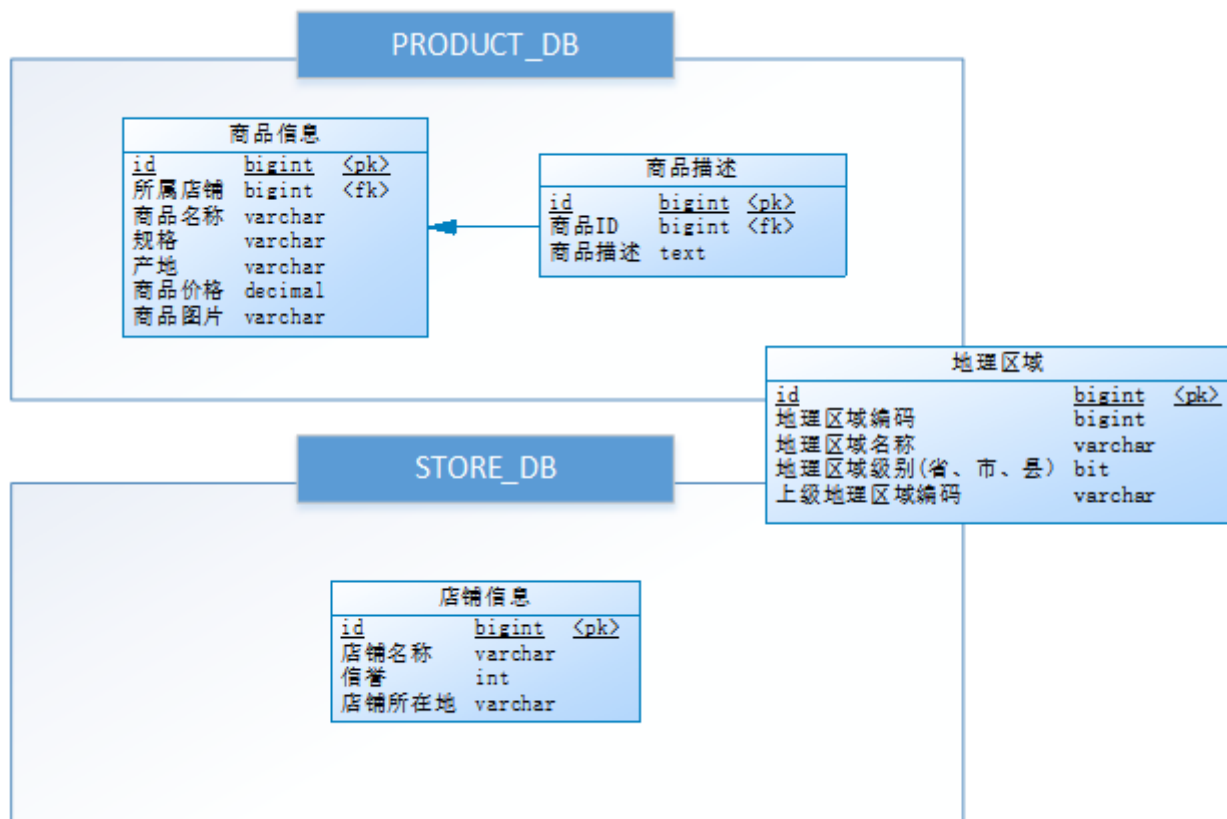 PRODUCT_DB
商品信息
id bigint <pk>
所属店铺 bigint <fk>
商品名称 varchar
规格 varchar
产地 varchar
商品价格 decimal
商品图片 varchar
商品描述
id bigint <pk>
商品ID bigint <fk>
商品描述 text
地理区域
id bigint <pk>
地理区域编码 bigint
地理区域名称 varchar
地理区域级别(省、市、县) bit
上级地理区域编码 varchar
STORE_DB
店铺信息
id bigint <pk>
店铺名称 varchar
信誉 int
店铺所在地 varchar